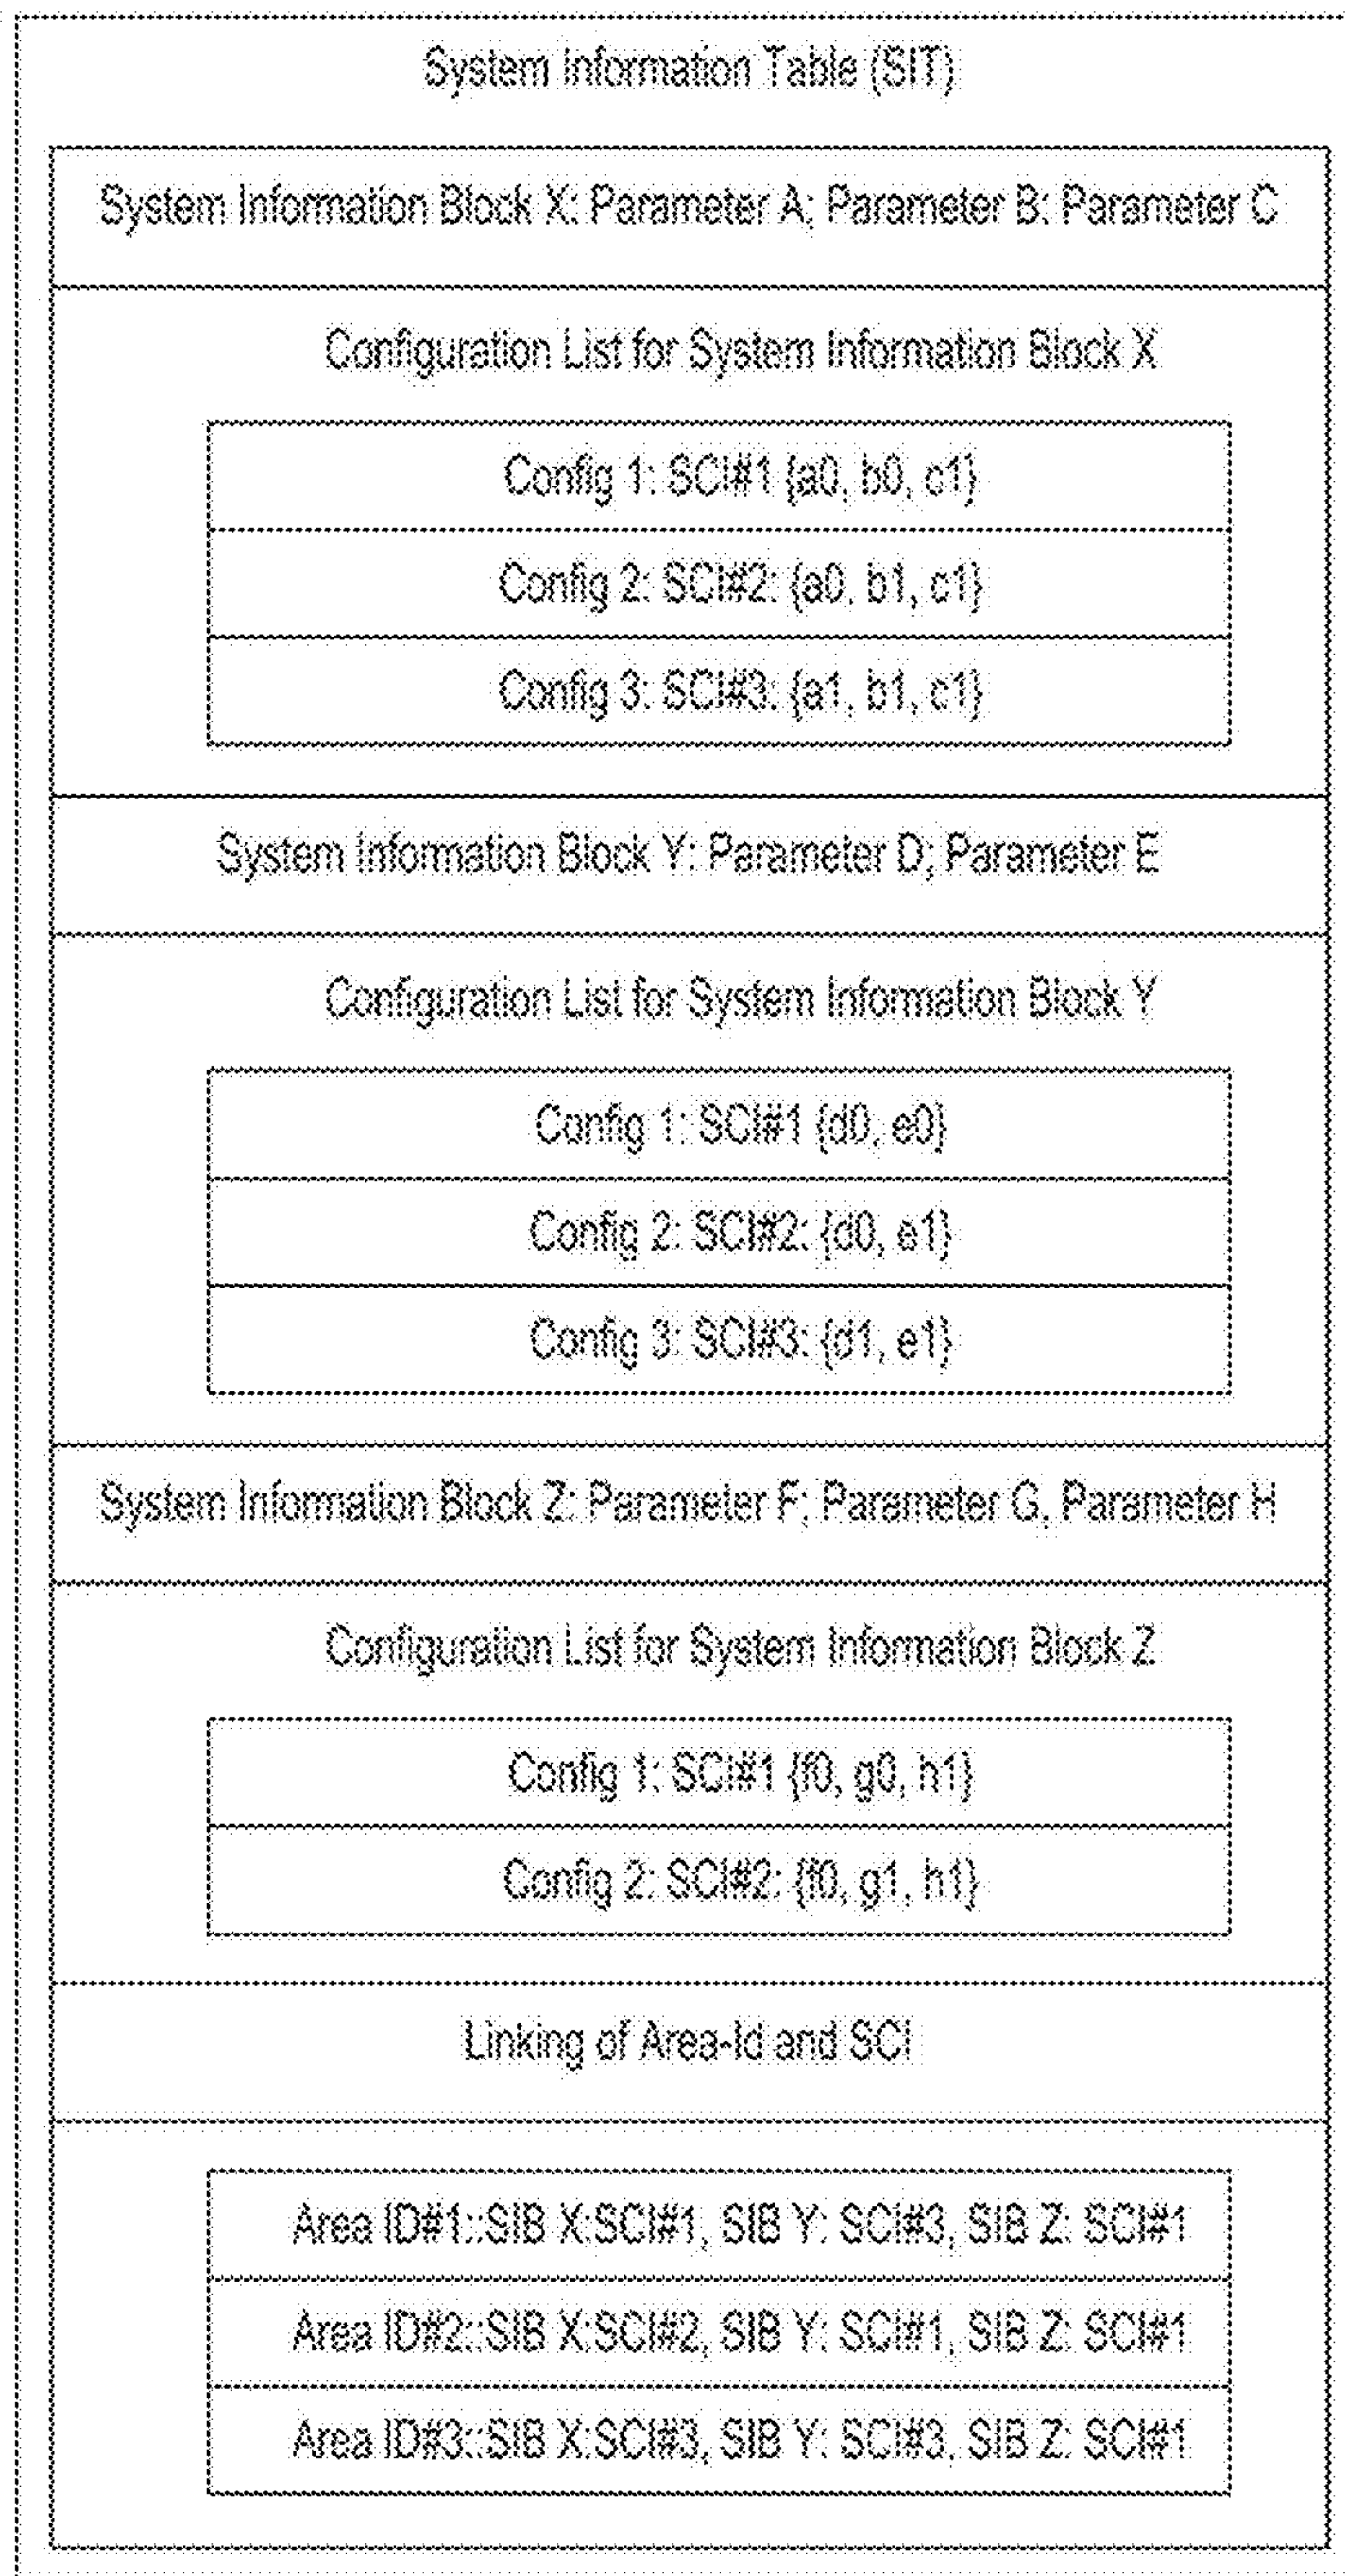 System Information Table (SIT)
System Information Block X: Parameter A; Parameter B; Parameter C
Configuration List for System Information Block X
Config 1: SCI#1 {a0, b0, c1}
Config 2: SCI#2: {a0, b1, c1}
Config 3: SCI#3: {a1, b1, c1}
System Information Block Y: Parameter D; Parameter E
Configuration List for System Information Block Y
Config 1: SCI#1 {d0, e0}
Config 2: SCI#2: {d0, e1}
Config 3: SCI#3: {d1, e1}
System Information Block Z: Parameter F; Parameter G, Parameter H
Configuration List for System Information Block Z
Config 1: SCI#1 {f0, g0, h1}
Config 2: SCI#2: {f0, g1, h1}
Linking of Area-Id and SCI
Area ID#1::SIB X:SCI#1, SIB Y: SCI#3, SIB Z: SCI#1
Area ID#2::SIB X:SCI#2, SIB Y: SCI#1, SIB Z: SCI#1
Area ID#3::SIB X:SCI#3, SIB Y: SCI#3, SIB Z: SCI#1